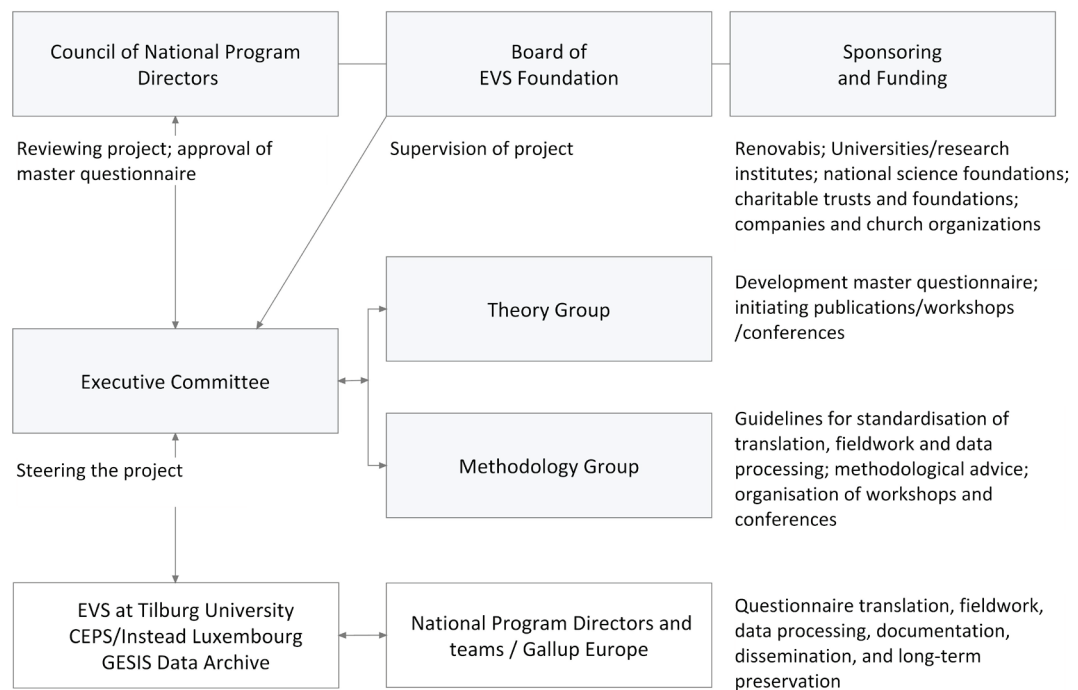 Council of National Program
Directors
Board of
EVS Foundation
Sponsoring
and Funding
Reviewing project; approval of
master questionnaire
Supervision of project
Renovabis; Universities/research
institutes; national science foundations;
charitable trusts and foundations;
companies and church organizations
Theory Group
Development master questionnaire;
initiating publications/workshops
/conferences
Executive Committee
Methodology Group
Guidelines for standardisation of
translation, fieldwork and data
processing; methodological advice;
organisation of workshops and
conferences
Steering the project
EVS at Tilburg University
CEPS/Instead Luxembourg
GESIS Data Archive
National Program Directors and
teams / Gallup Europe
Questionnaire translation, fieldwork,
data processing, documentation,
dissemination, and long-term
preservation